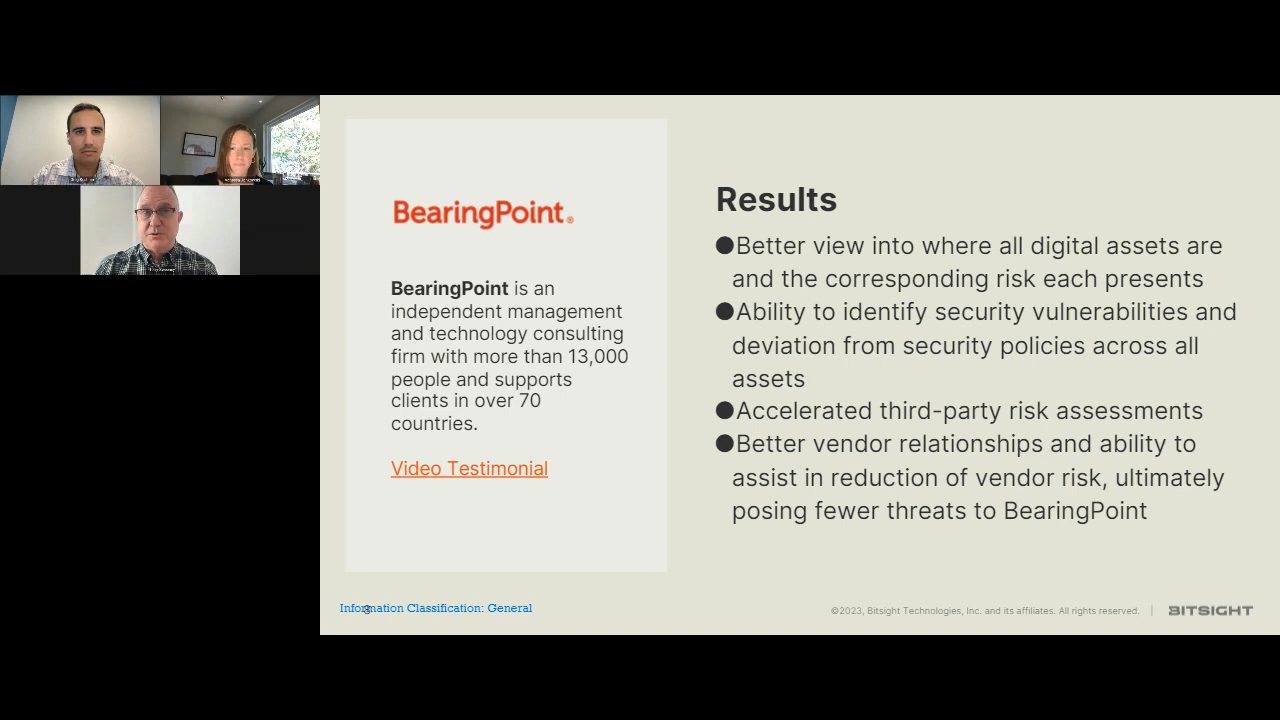 BearingPoint®
BearingPoint is an
independent management
and technology consulting
firm with more than 13,000
people and supports
clients in over 70
countries.
Video Testimonial
Results
●Better view into where all digital assets are
and the corresponding risk each presents
●Ability to identify security vulnerabilities and
deviation from security policies across all
assets
●Accelerated third-party risk assessments
●Better vendor relationships and ability to
assist in reduction of vendor risk, ultimately
posing fewer threats to BearingPoint
Information Classification: General
3
©2023, Bitsight Technologies, Inc. and its affiliates. All rights reserved. | BITSIGHT